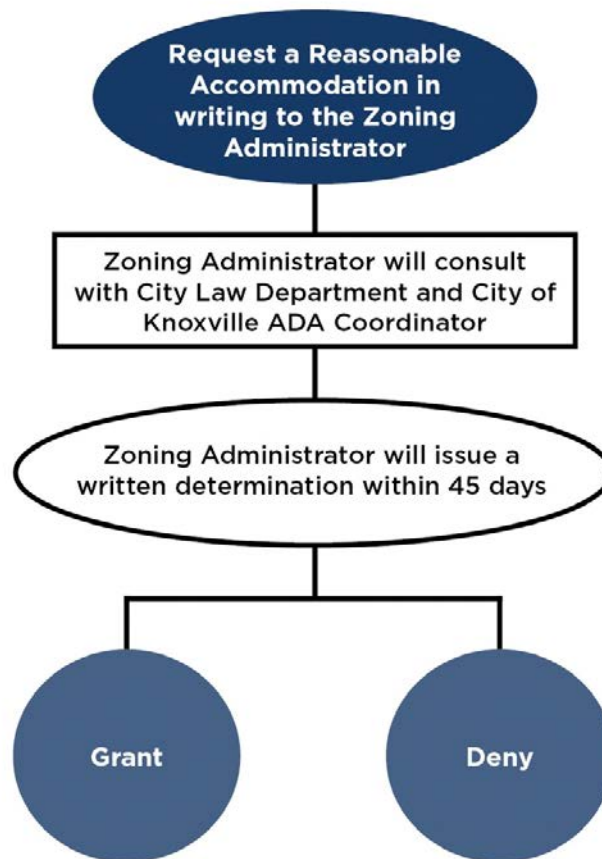 Request a Reasonable
Accommodation in
writing to the Zoning
Administrator
Zoning Administrator will consult
with City Law Department and City of
Knoxville ADA Coordinator
Zoning Administrator will issue a
written determination within 45 days
Grant
Deny